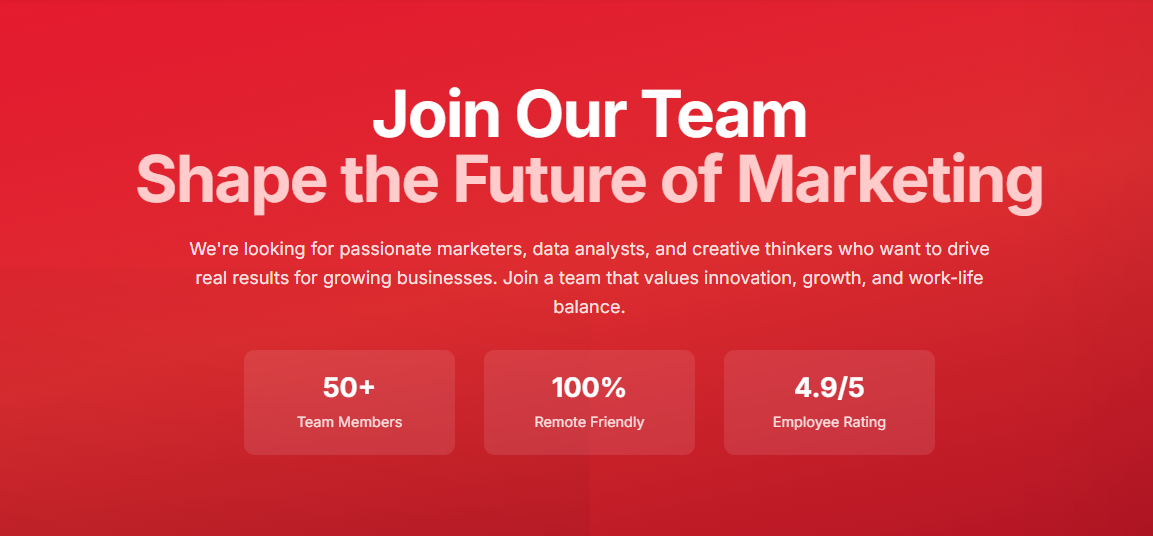 Join Our Team
Shape the Future of Marketing
We're looking for passionate marketers, data analysts, and creative thinkers who want to drive
real results for growing businesses. Join a team that values innovation, growth, and work-life
balance.
50+
Team Members
100%
Remote Friendly
4.9/5
Employee Rating